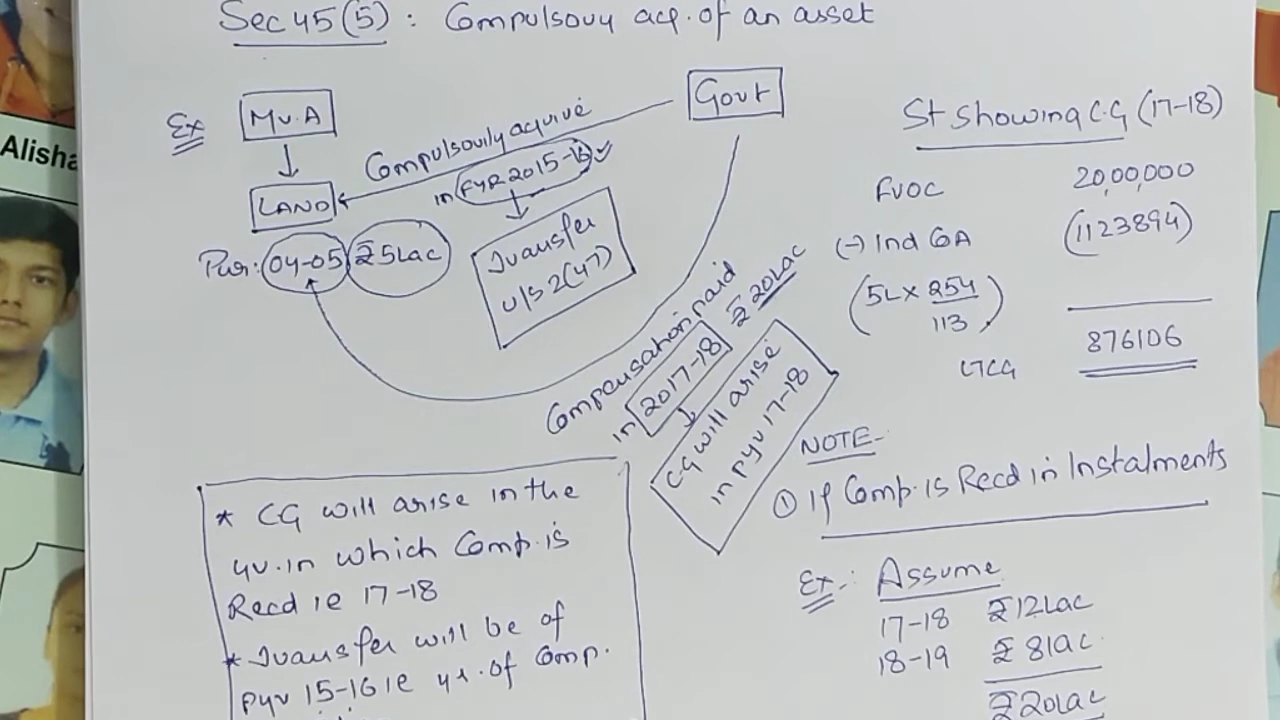 Sec 45(5) : Compulsory acq. of an asset
Ex
Mr. A
LAND
Pur: 04-05 ₹5Lac
Compulsorily acquire
in F.yr 2015-16 ✓
Transfer
u/s 2(47)
Govt
Compensation paid
in 2017-18 ₹20Lac
CG will arise
in pyr 17-18
* CG will arise in the
yr. in which Comp. is
Recd ie 17-18
* Transfer will be of
pyr 15-16 ie yr. of Comp.
St Showing C.G (17-18)
FVOC 20,00,000
(-) Ind COA (1123894)
(5L x 254
113)
LTCG 876106
NOTE-
① If Comp. is Recd in Instalments
Ex.: Assume
17-18 ₹12Lac
18-19 ₹8Lac
₹20Lac
Alisha